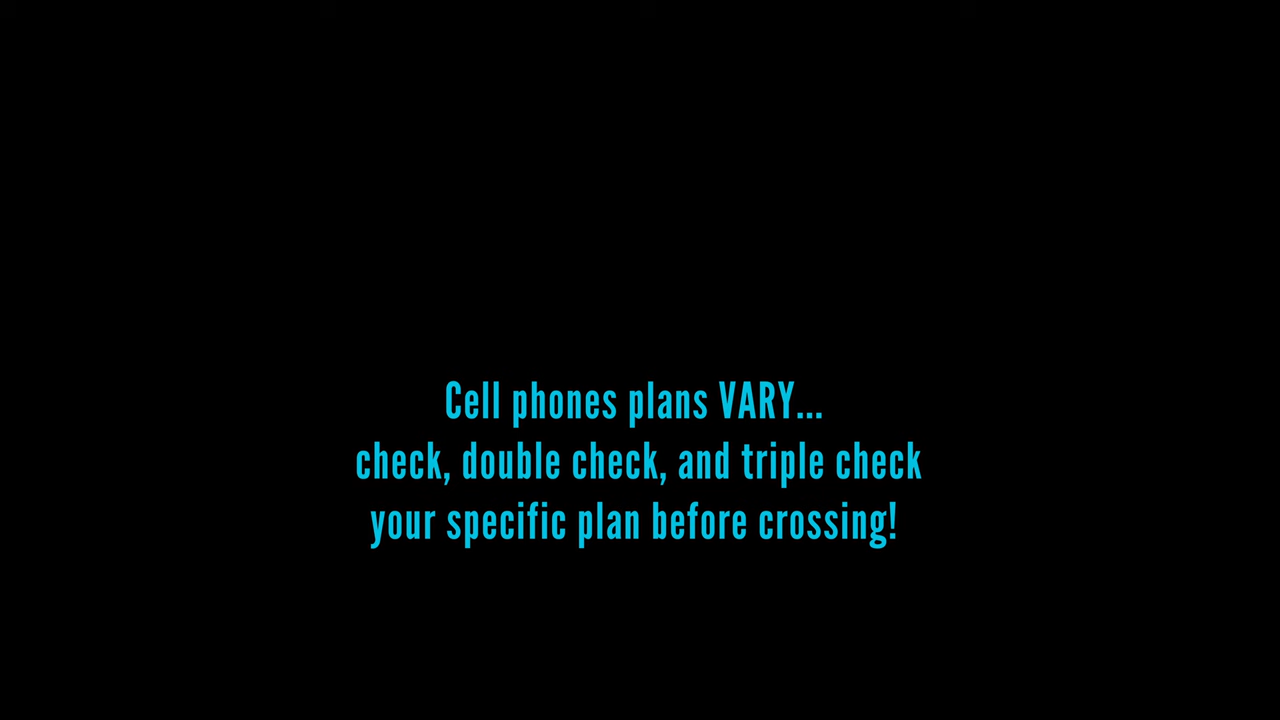 Cell phones plans VARY...
check, double check, and triple check
your specific plan before crossing!